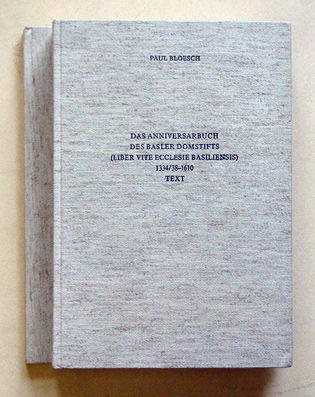 PAUL BLOESCH
DAS ANNIVERSARBUCH
DES BASLER DOMSTIFTS
(LIBER VITE ECCLESIE BASILIENSIS)
1334/38–1610
TEXT